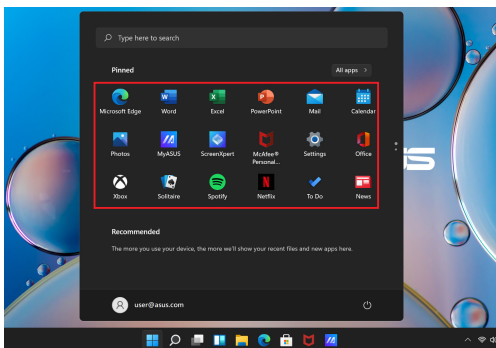 Type here to search
Pinned
All apps >
Microsoft Edge Word Excel PowerPoint Mail Calendar
Photos MyASUS ScreenXpert McAfee® Personal... Settings Office
Xbox Solitaire Spotify Netflix To Do News
Recommended
The more you use your device, the more we'll show your recent files and new apps here.
user@asus.com